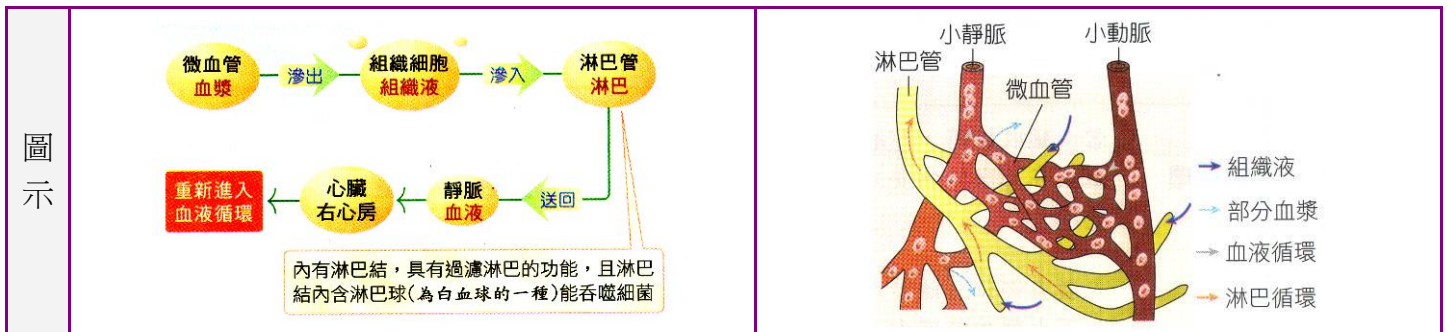 圖
示
微血管
血漿
滲出
組織細胞
組織液
滲入
淋巴管
淋巴
重新進入
血液循環
心臟
右心房
靜脈
血液
送回
內有淋巴結，具有過濾淋巴的功能，且淋巴
結內含淋巴球(為白血球的一種)能吞噬細菌
小靜脈
小動脈
淋巴管
微血管
組織液
部分血漿
血液循環
淋巴循環